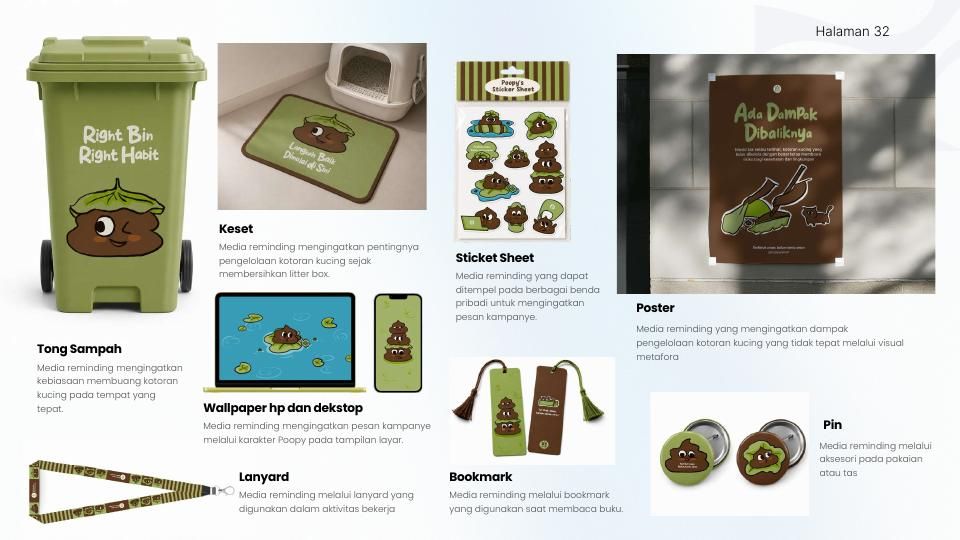 Halaman 32
Right Bin
Right Habit
Langkah Baik
Dimulai di Sini
Poopy's
Sticker Sheet
Ada Dampak
Dibaliknya
Keset
Media reminding mengingatkan pentingnya
pengelolaan kotoran kucing sejak
membersihkan litter box.
Sticket Sheet
Media reminding yang dapat
ditempel pada berbagai benda
pribadi untuk mengingatkan
pesan kampanye.
Poster
Media reminding yang mengingatkan dampak
pengelolaan kotoran kucing yang tidak tepat melalui visual
metafora
Tong Sampah
Media reminding mengingatkan
kebiasaan membuang kotoran
kucing pada tempat yang
tepat.
Wallpaper hp dan dekstop
Media reminding mengingatkan pesan kampanye
melalui karakter Poopy pada tampilan layar.
Pin
Media reminding melalui
aksesori pada pakaian
atau tas
Lanyard
Media reminding melalui lanyard yang
digunakan dalam aktivitas bekerja
Bookmark
Media reminding melalui bookmark
yang digunakan saat membaca buku.